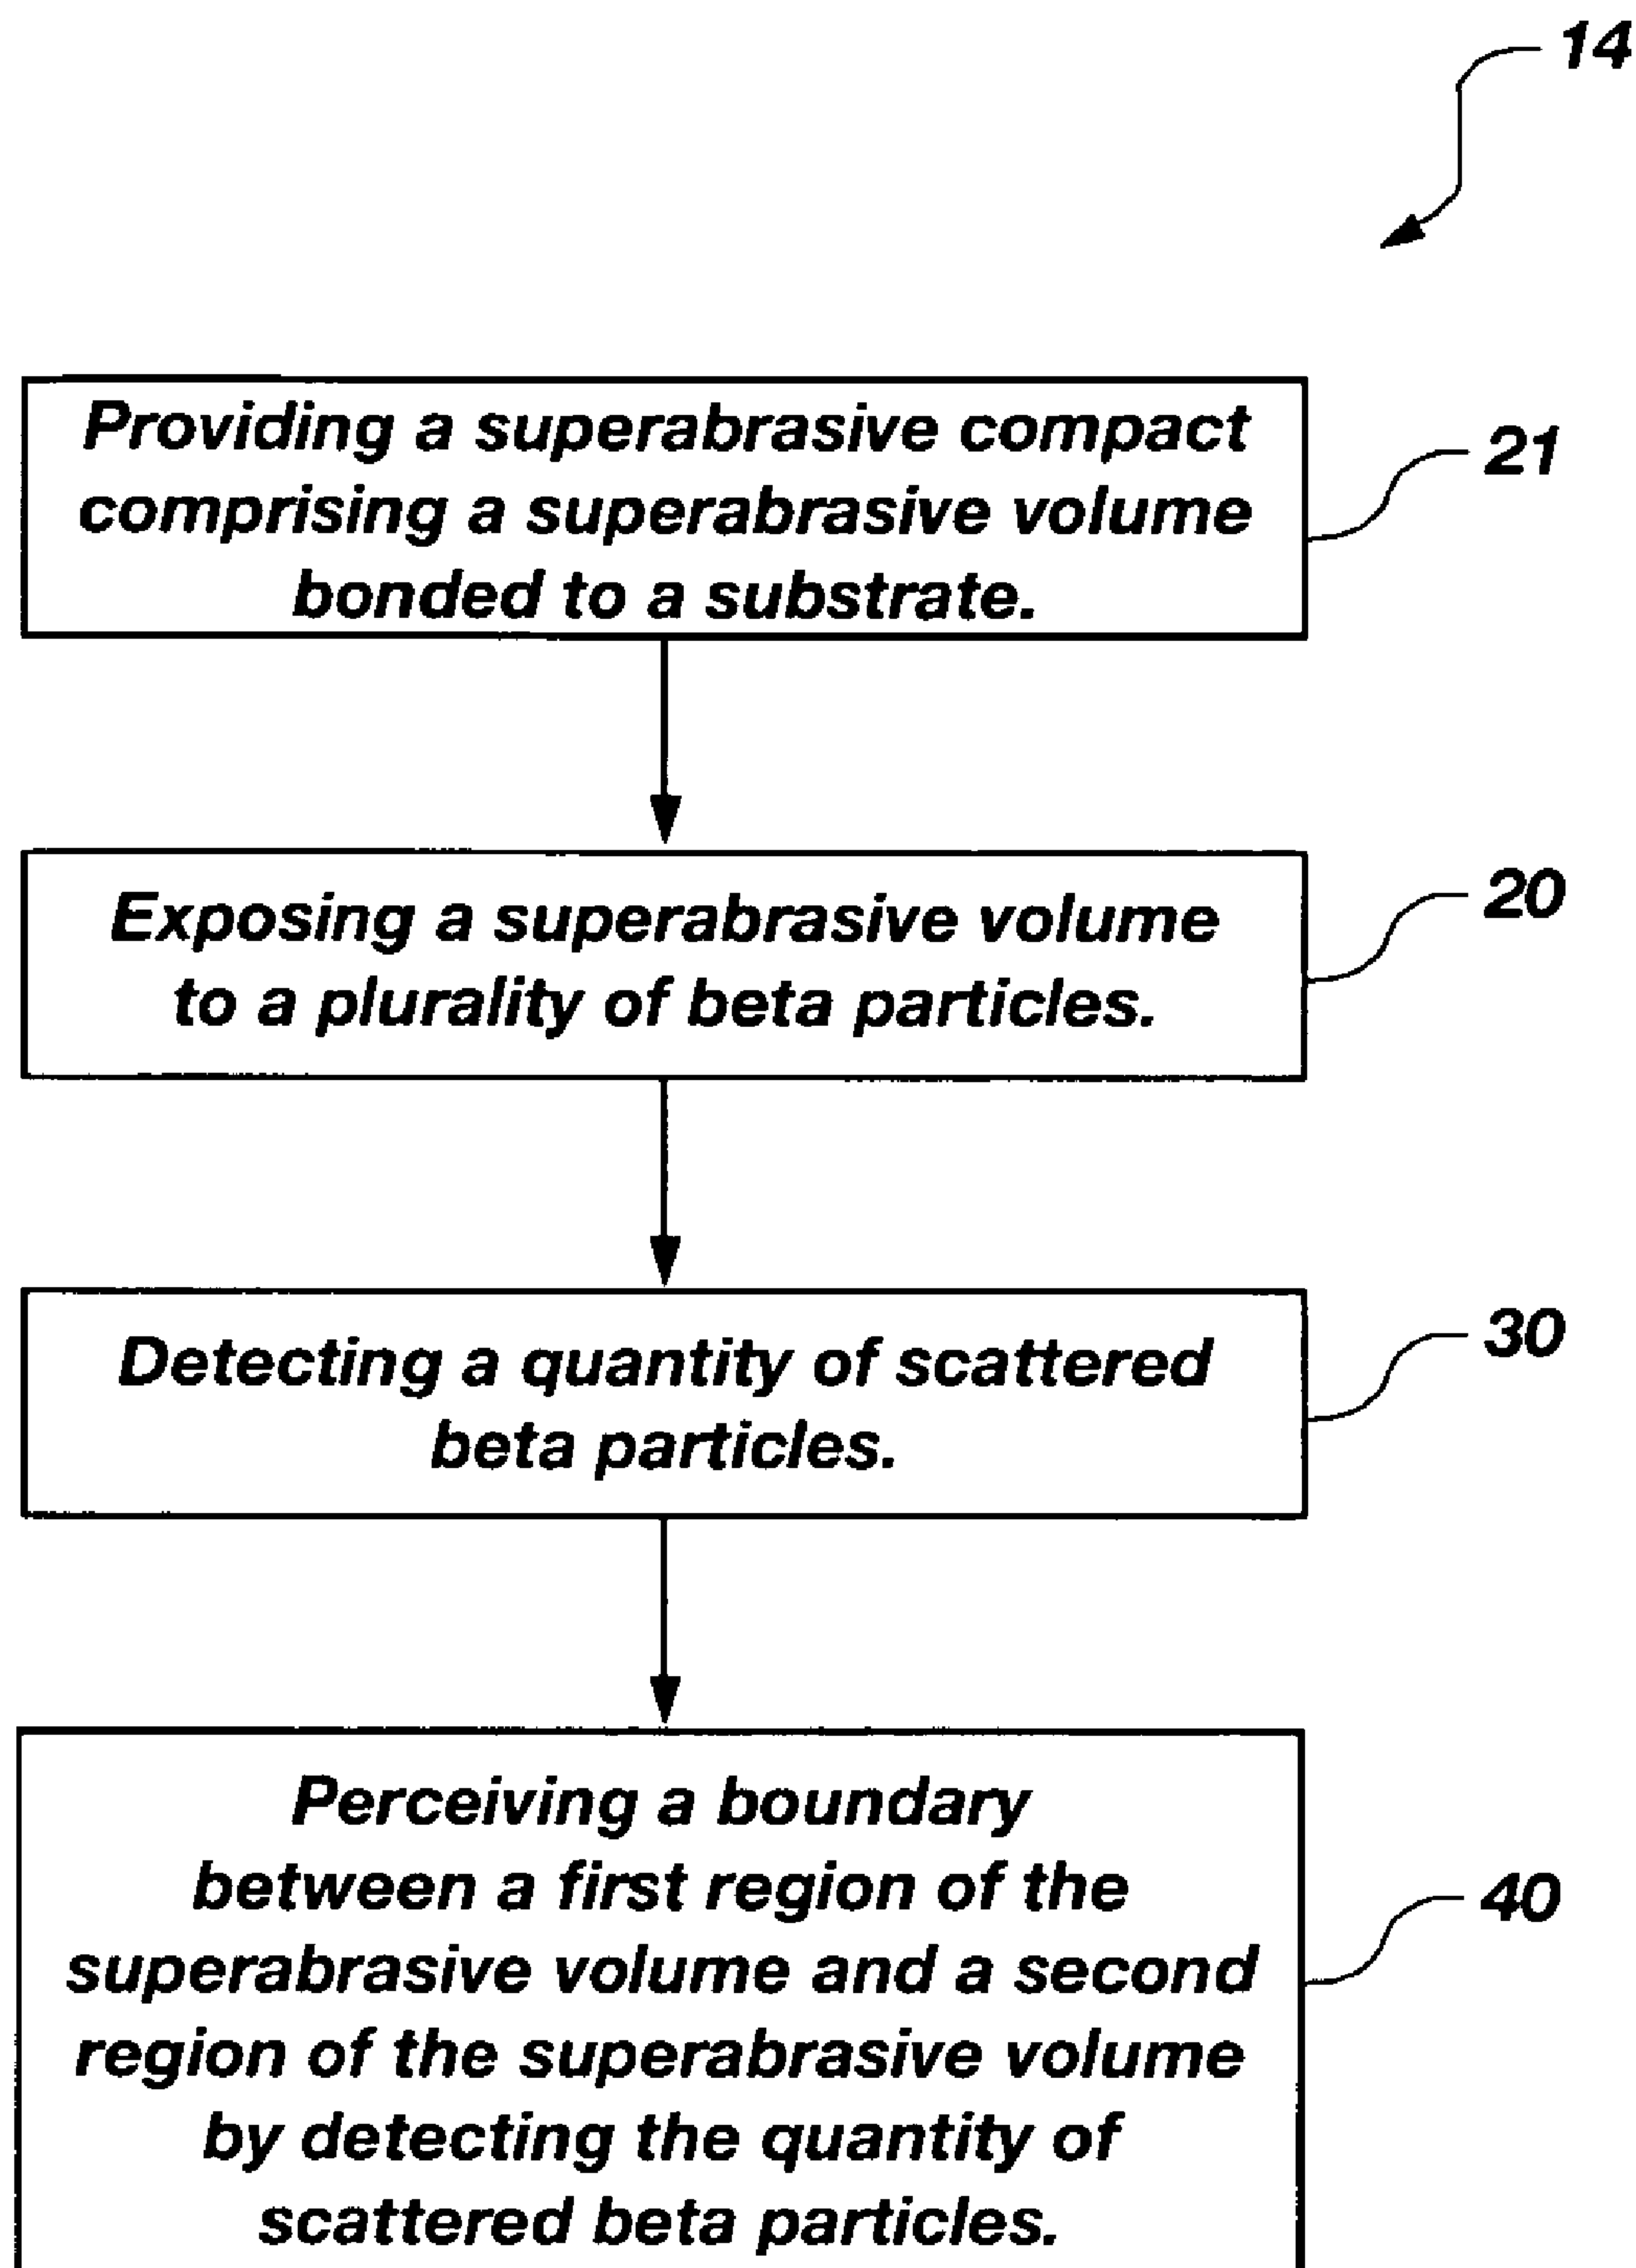 14
Providing a superabrasive compact
comprising a superabrasive volume
bonded to a substrate.
21
Exposing a superabrasive volume
to a plurality of beta particles.
20
Detecting a quantity of scattered
beta particles.
30
Perceiving a boundary
between a first region of the
superabrasive volume and a second
region of the superabrasive volume
by detecting the quantity of
scattered beta particles.
40